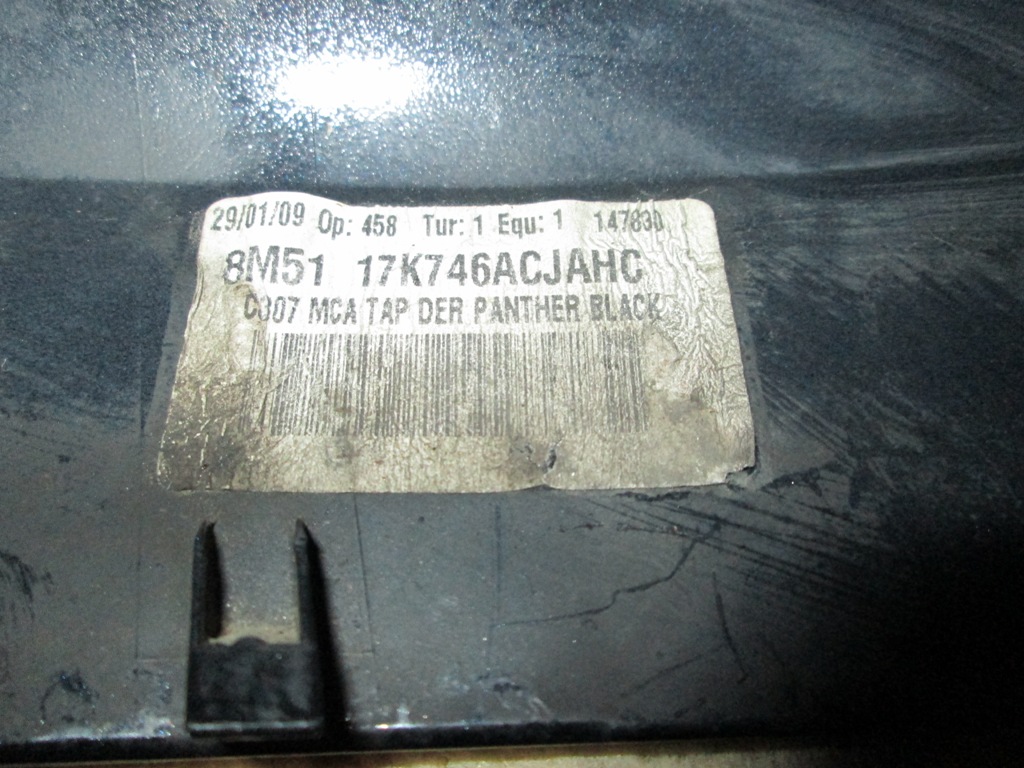 29/01/09 Op: 458 Tur: 1 Equ: 1 147830
8M51 17K746ACJAHC
C307 MCA TAP DER PANTHER BLACK